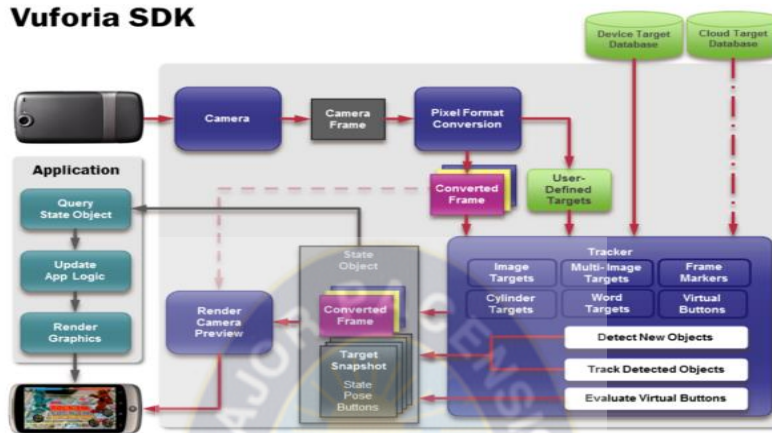 Vuforia SDK
Device Target
Database
Cloud Target
Database
Camera
Camera
Frame
Pixel Format
Conversion
Application
Query
State Object
Update
App Logic
Render
Graphics
Converted
Frame
User-
Defined
Targets
State
Object
Converted
Frame
Target
Snapshot
State
Pose
Buttons
Render
Camera
Preview
Tracker
Image
Targets
Multi-Image
Targets
Frame
Markers
Cylinder
Targets
Word
Targets
Virtual
Buttons
Detect New Objects
Track Detected Objects
Evaluate Virtual Buttons